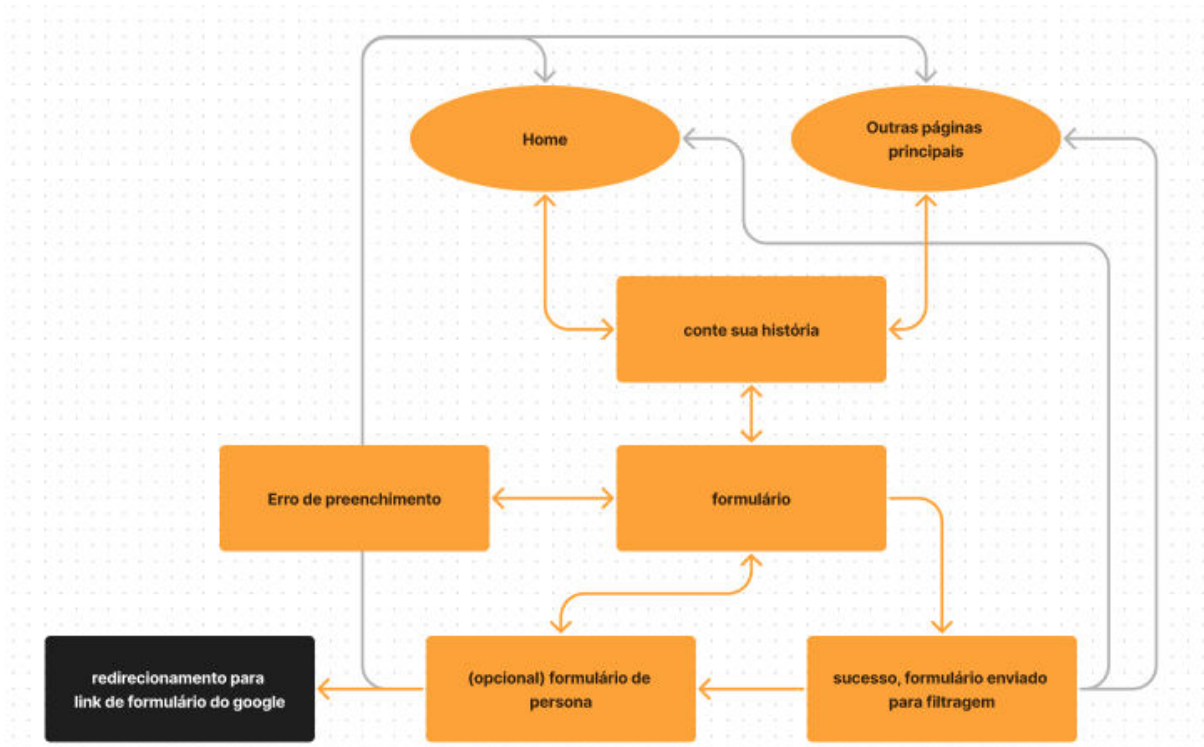 Home
Outras páginas
principais
conte sua história
Erro de preenchimento
formulário
redirecionamento para
link de formulário do google
(opcional) formulário de
persona
sucesso, formulário enviado
para filtragem